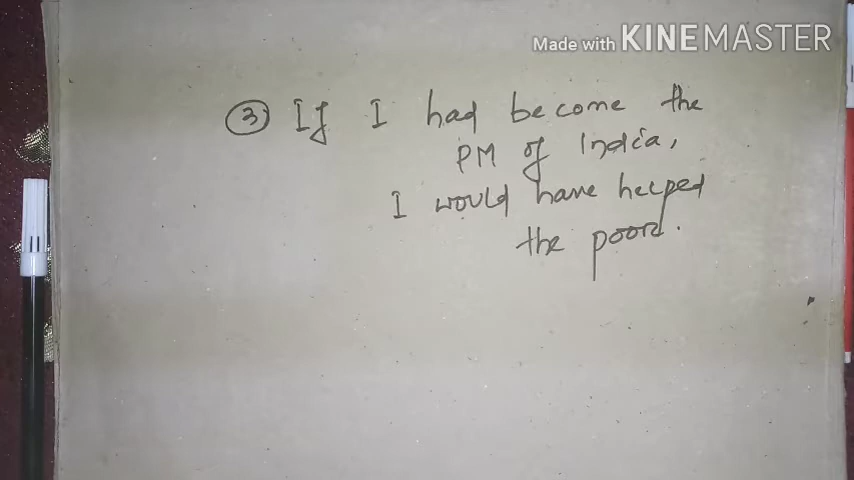 Made with KINEMASTER
③ If I had become the
PM of India,
I would have helped
the poor.